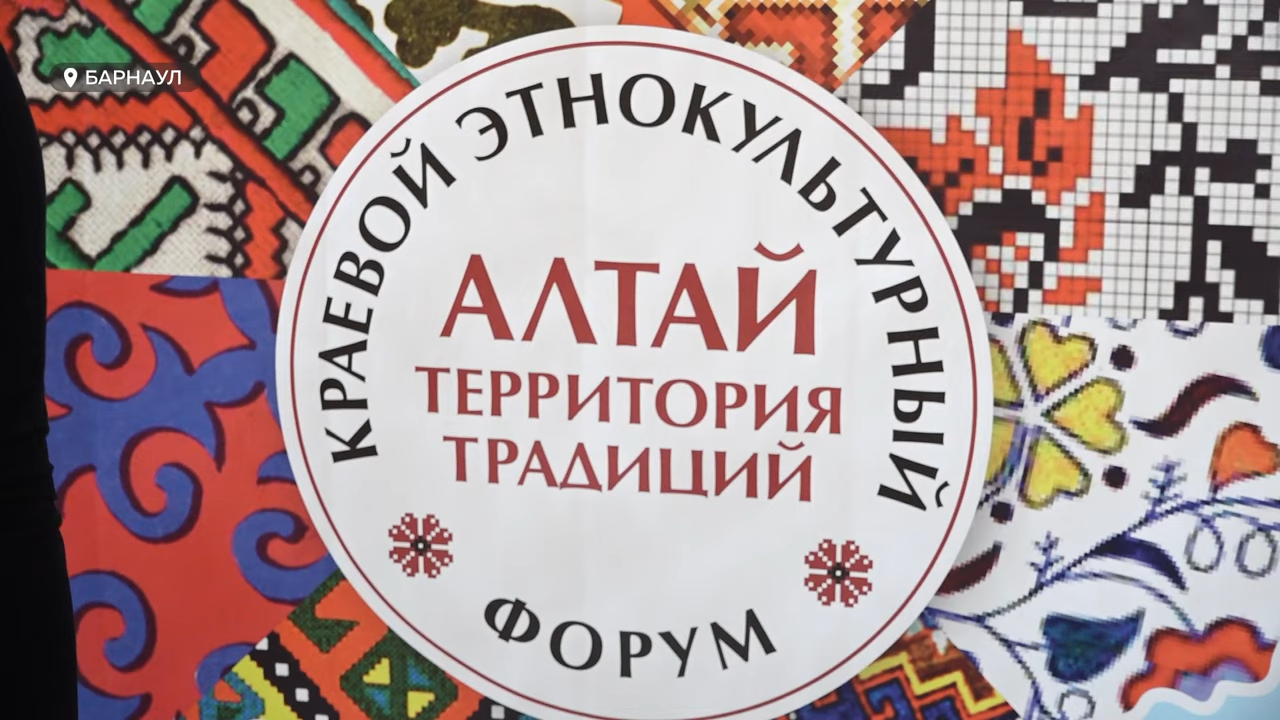 БАРНАУЛ
КРАЕВОЙ ЭТНОКУЛЬТУРНЫЙ
АЛТАЙ
ТЕРРИТОРИЯ
ТРАДИЦИЙ
ФОРУМ